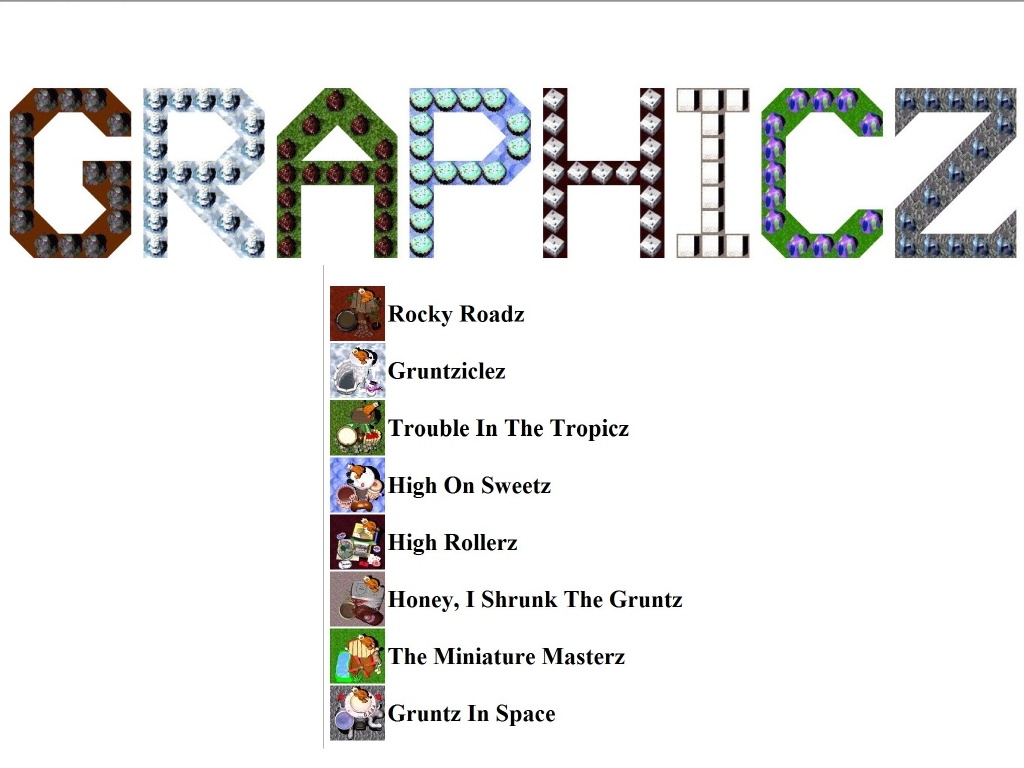 GRAPHICZ
Rocky Roadz
Gruntziclez
Trouble In The Tropicz
High On Sweetz
High Rollerz
Honey, I Shrunk The Gruntz
The Miniature Masterz
Gruntz In Space